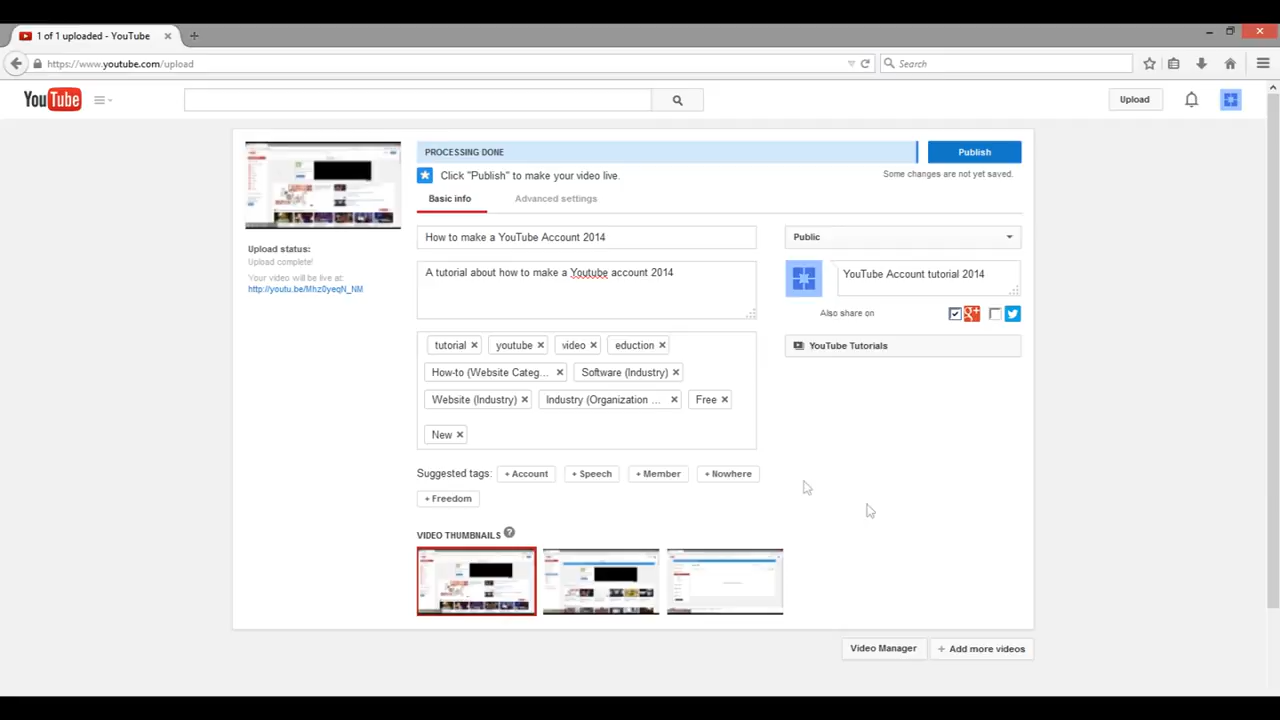 1 of 1 uploaded - YouTube
https://www.youtube.com/upload
Search
YouTube
Upload
PROCESSING DONE
Publish
Click "Publish" to make your video live.
Some changes are not yet saved.
Basic info
Advanced settings
Upload status:
Upload complete!
Your video will be live at:
http://youtu.be/Mhz0yeqN_NM
How to make a YouTube Account 2014
A tutorial about how to make a Youtube account 2014
Public
YouTube Account tutorial 2014
Also share on
YouTube Tutorials
tutorial youtube video eduction
How-to (Website Categ... Software (Industry)
Website (Industry) Industry (Organization ... Free
New
Suggested tags: + Account + Speech + Member + Nowhere
+ Freedom
VIDEO THUMBNAILS ?
Video Manager + Add more videos